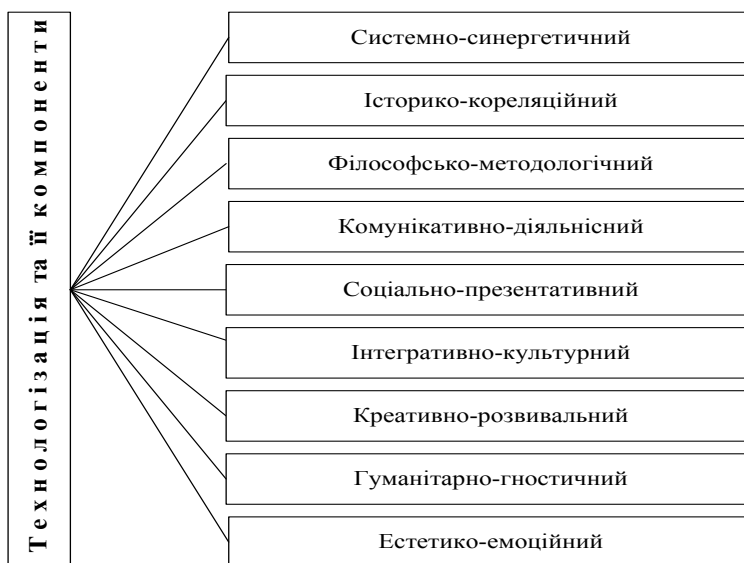 Технологізація та її компоненти
Системно-синергетичний
Історико-кореляційний
Філософсько-методологічний
Комунікативно-діяльнісний
Соціально-презентативний
Інтегративно-культурний
Креативно-розвивальний
Гуманітарно-гностичний
Естетико-емоційний